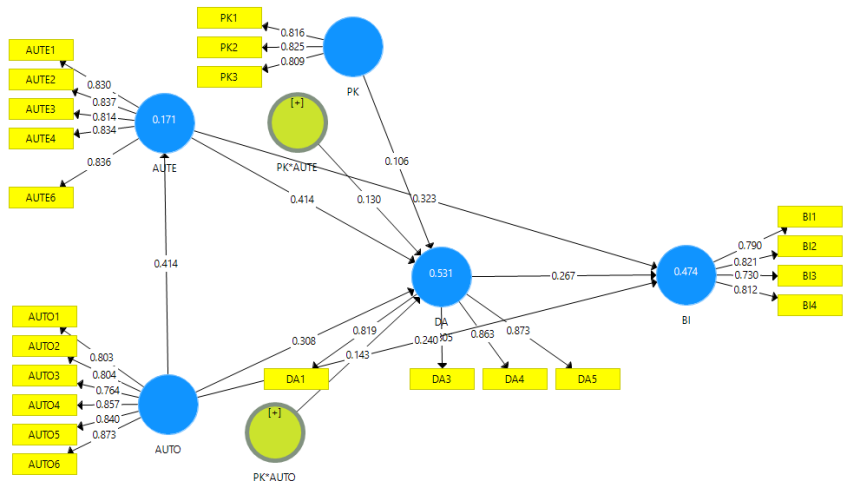 PK1
0.816
PK2
0.825
PK3
0.809
PK
AUTE1
AUTE2
AUTE3
AUTE4
AUTE6
0.830
0.837
0.814
0.834
0.836
0.171
AUTE
[+]
PK*AUTE
0.106
0.130
0.414
0.323
0.414
BI1
BI2
BI3
BI4
0.790
0.821
0.730
0.812
0.474
BI
0.531
DA
0.267
0.308
0.819
0.143
0.240
0.863
0.873
DA1
DA3
DA4
DA5
AUTO1
AUTO2
AUTO3
AUTO4
AUTO5
AUTO6
0.803
0.804
0.764
0.857
0.840
0.873
AUTO
[+]
PK*AUTO